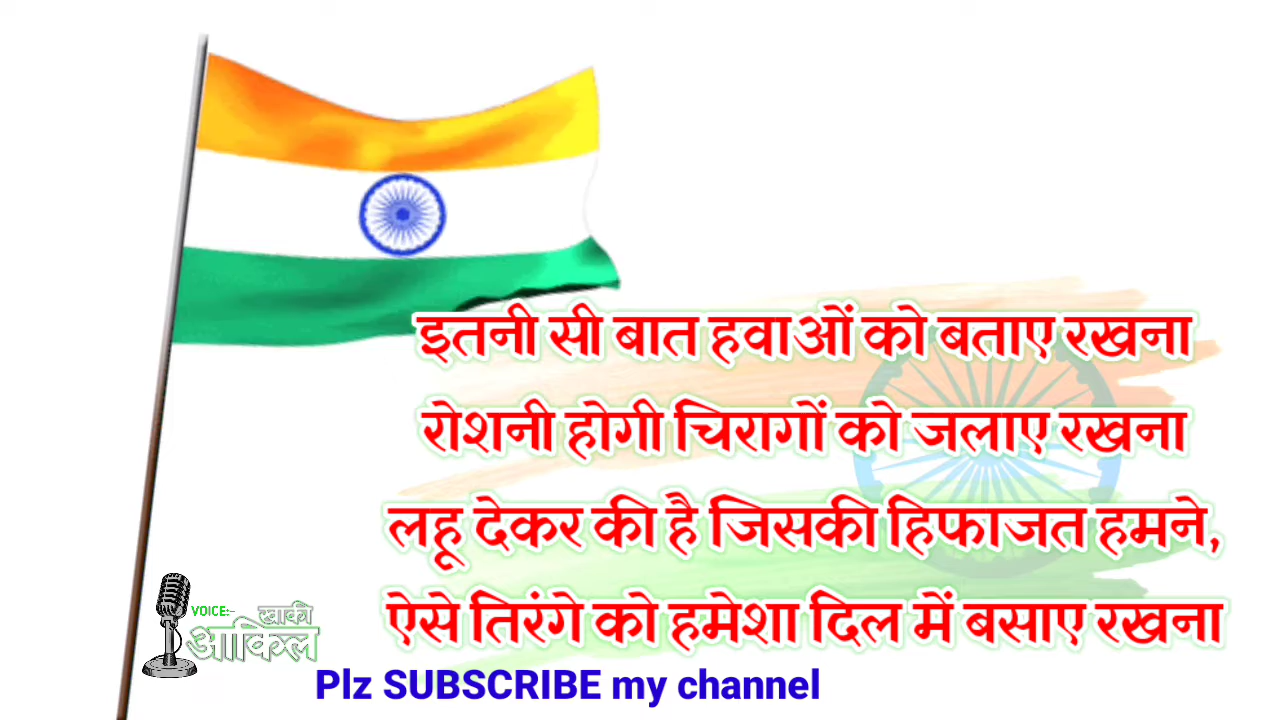 इतनी सी बात हवाओं को बताए रखना
रोशनी होगी चिरागों को जलाए रखना
लहू देकर की है जिसकी हिफाजत हमने,
ऐसे तिरंगे को हमेशा दिल में बसाए रखना
VOICE:-
खाकी
आकिल
Plz SUBSCRIBE my channel